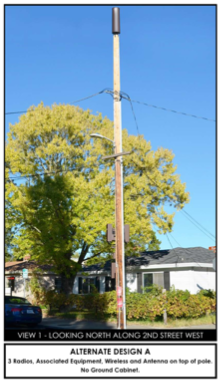 VIEW 1 - LOOKING NORTH ALONG 2ND STREET WEST
ALTERNATE DESIGN A
3 Radios, Associated Equipment, Wireless and Antenna on top of pole.
No Ground Cabinet.